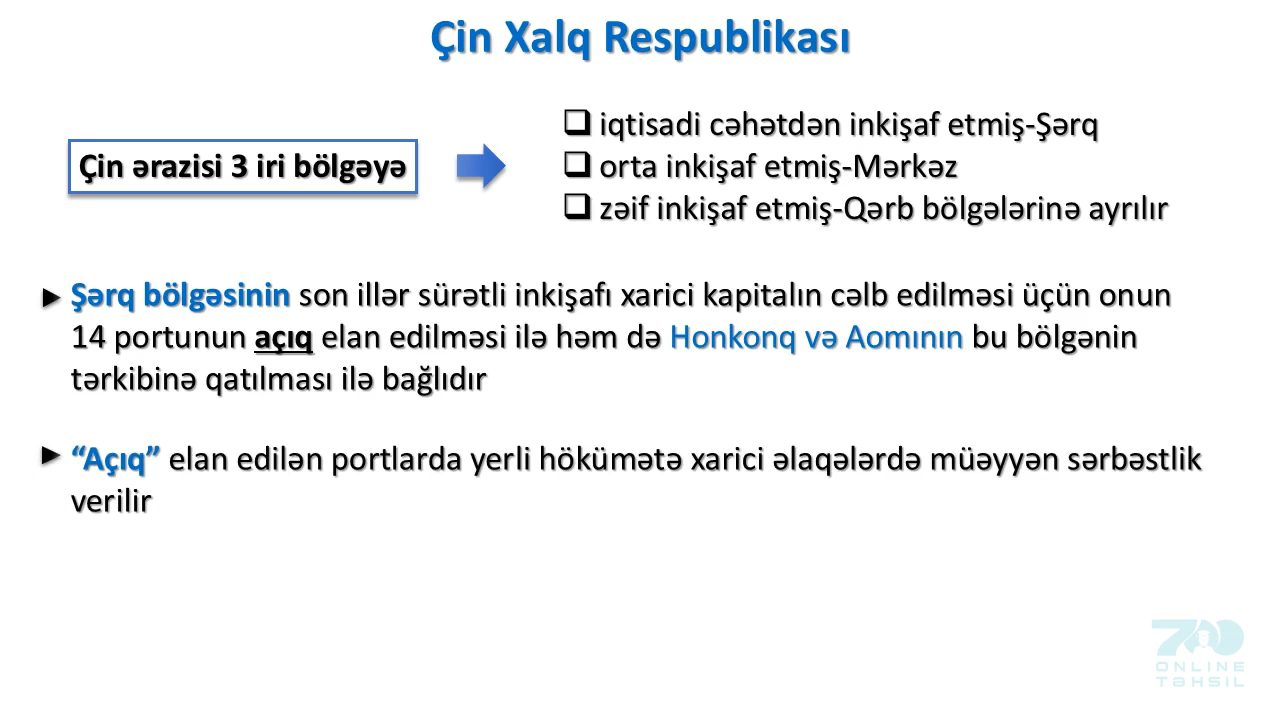 Çin Xalq Respublikası
Çin ərazisi 3 iri bölgəyə
❑ iqtisadi cəhətdən inkişaf etmiş-Şərq
❑ orta inkişaf etmiş-Mərkəz
❑ zəif inkişaf etmiş-Qərb bölgələrinə ayrılır
► Şərq bölgəsinin son illər sürətli inkişafı xarici kapitalın cəlb edilməsi üçün onun
14 portunun açıq elan edilməsi ilə həm də Honkonq və Aomının bu bölgənin
tərkibinə qatılması ilə bağlıdır
► “Açıq” elan edilən portlarda yerli hökümətə xarici əlaqələrdə müəyyən sərbəstlik
verilir
700
ONLINE
TƏHSIL